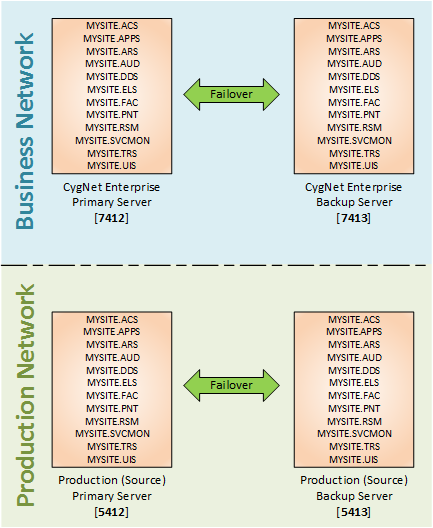 Business Network
MYSITE.ACS
MYSITE.APPS
MYSITE.ARS
MYSITE.AUD
MYSITE.DDS
MYSITE.ELS
MYSITE.FAC
MYSITE.PNT
MYSITE.RSM
MYSITE.SVCMON
MYSITE.TRS
MYSITE.UIS
CygNet Enterprise
Primary Server
[7412]
Failover
MYSITE.ACS
MYSITE.APPS
MYSITE.ARS
MYSITE.AUD
MYSITE.DDS
MYSITE.ELS
MYSITE.FAC
MYSITE.PNT
MYSITE.RSM
MYSITE.SVCMON
MYSITE.TRS
MYSITE.UIS
CygNet Enterprise
Backup Server
[7413]
Production Network
MYSITE.ACS
MYSITE.APPS
MYSITE.ARS
MYSITE.AUD
MYSITE.DDS
MYSITE.ELS
MYSITE.FAC
MYSITE.PNT
MYSITE.RSM
MYSITE.SVCMON
MYSITE.TRS
MYSITE.UIS
Production (Source)
Primary Server
[5412]
Failover
MYSITE.ACS
MYSITE.APPS
MYSITE.ARS
MYSITE.AUD
MYSITE.DDS
MYSITE.ELS
MYSITE.FAC
MYSITE.PNT
MYSITE.RSM
MYSITE.SVCMON
MYSITE.TRS
MYSITE.UIS
Production (Source)
Backup Server
[5413]